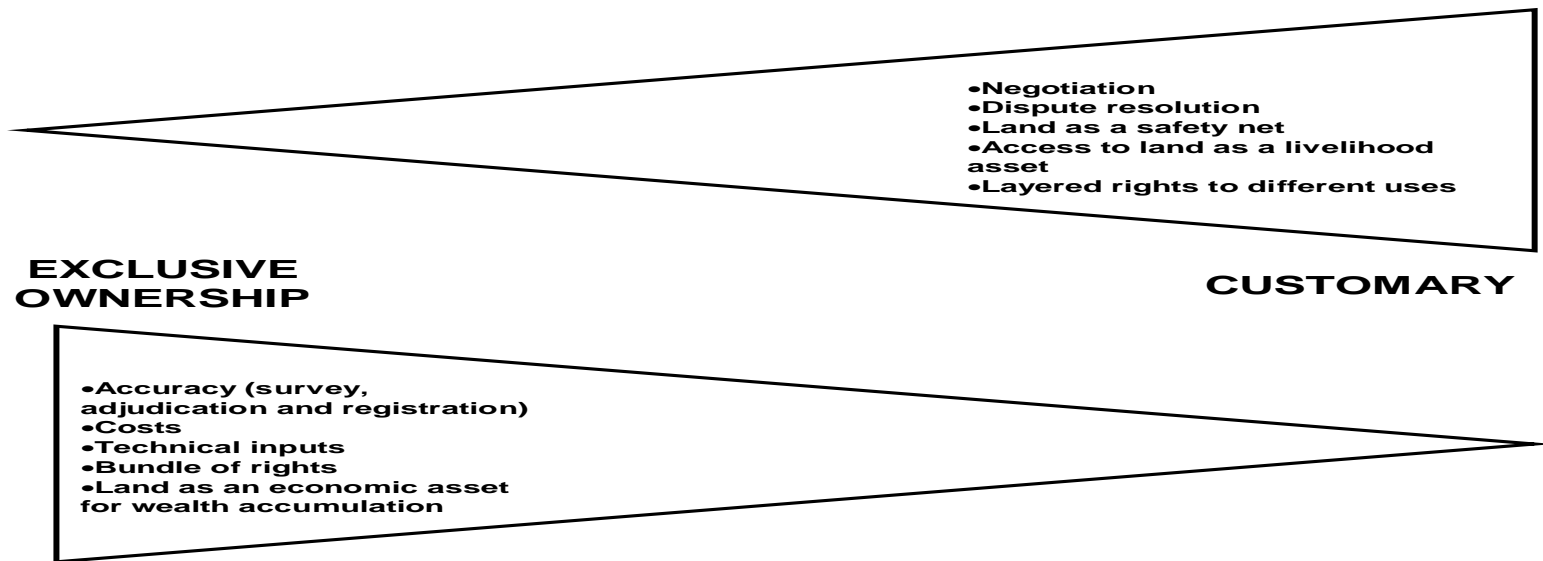 •Negotiation
•Dispute resolution
•Land as a safety net
•Access to land as a livelihood
asset
•Layered rights to different uses
EXCLUSIVE
OWNERSHIP
CUSTOMARY
•Accuracy (survey,
adjudication and registration)
•Costs
•Technical inputs
•Bundle of rights
•Land as an economic asset
for wealth accumulation